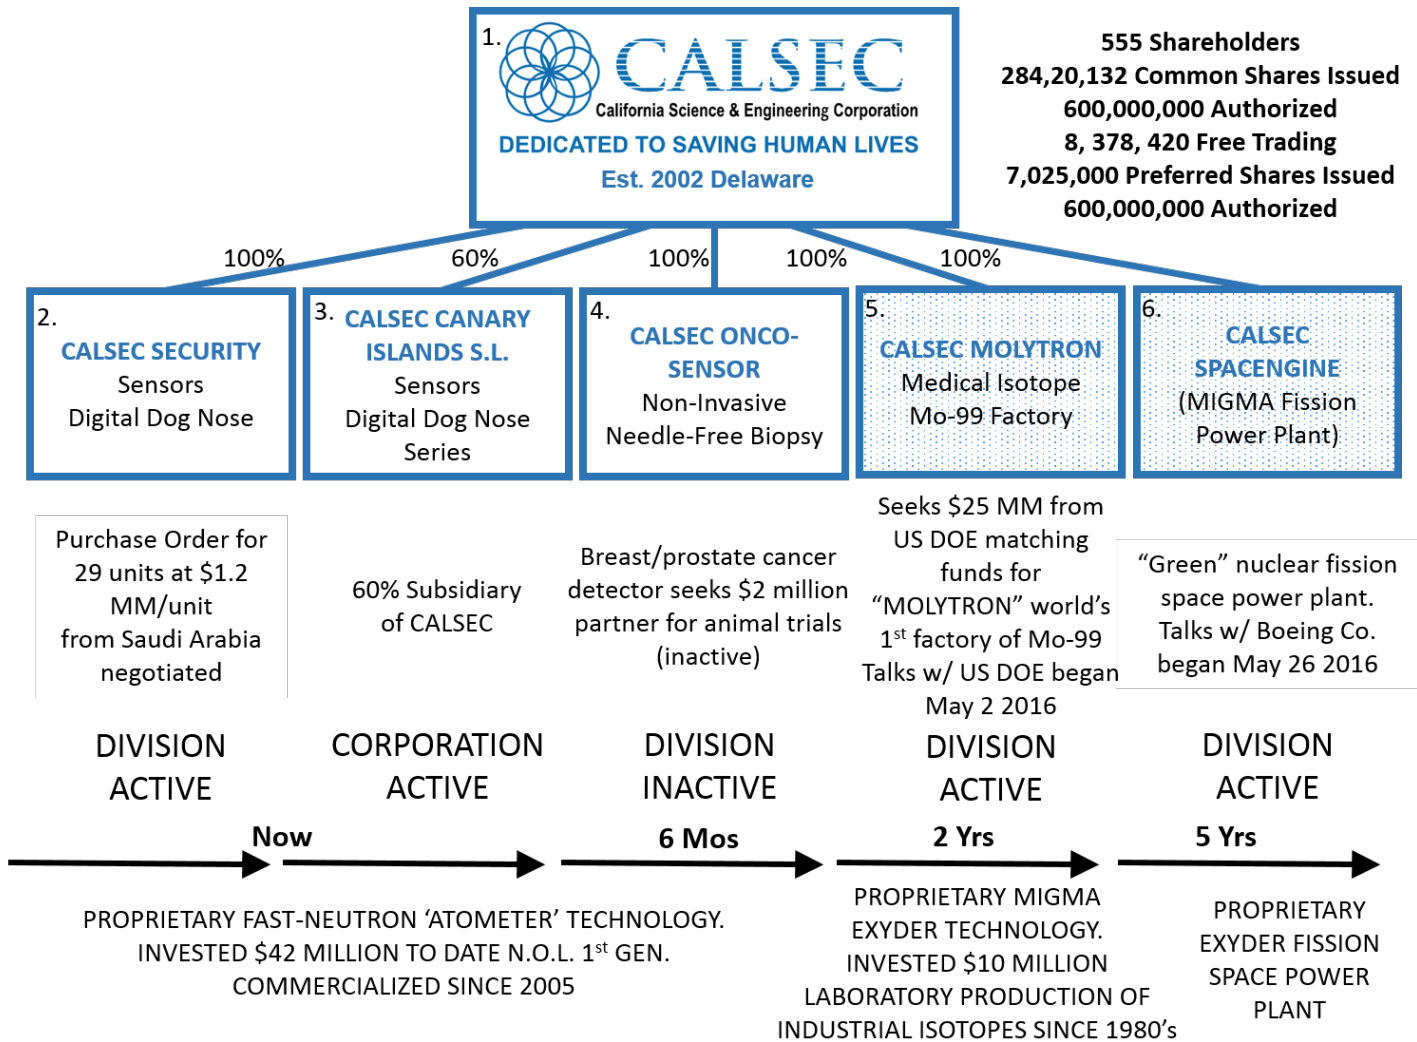 1.
CALSEC
California Science & Engineering Corporation
DEDICATED TO SAVING HUMAN LIVES
Est. 2002 Delaware
555 Shareholders
284,20,132 Common Shares Issued
600,000,000 Authorized
8, 378, 420 Free Trading
7,025,000 Preferred Shares Issued
600,000,000 Authorized
100%
60%
100%
100%
100%
2.
CALSEC SECURITY
Sensors
Digital Dog Nose
3.
CALSEC CANARY
ISLANDS S.L.
Sensors
Digital Dog Nose
Series
4.
CALSEC ONCO-
SENSOR
Non-Invasive
Needle-Free Biopsy
5.
CALSEC MOLYTRON
Medical Isotope
Mo-99 Factory
6.
CALSEC
SPACENGINE
(MIGMA Fission
Power Plant)
Purchase Order for
29 units at $1.2
MM/unit
from Saudi Arabia
negotiated
60% Subsidiary
of CALSEC
Breast/prostate cancer
detector seeks $2 million
partner for animal trials
(inactive)
Seeks $25 MM from
US DOE matching
funds for
“MOLYTRON” world’s
1st factory of Mo-99
Talks w/ US DOE began
May 2 2016
“Green” nuclear fission
space power plant.
Talks w/ Boeing Co.
began May 26 2016
DIVISION
ACTIVE
CORPORATION
ACTIVE
DIVISION
INACTIVE
DIVISION
ACTIVE
DIVISION
ACTIVE
Now
6 Mos
2 Yrs
5 Yrs
PROPRIETARY FAST-NEUTRON ‘ATOMETER’ TECHNOLOGY.
INVESTED $42 MILLION TO DATE N.O.L. 1st GEN.
COMMERCIALIZED SINCE 2005
PROPRIETARY MIGMA
EXYDER TECHNOLOGY.
INVESTED $10 MILLION
LABORATORY PRODUCTION OF
INDUSTRIAL ISOTOPES SINCE 1980’s
PROPRIETARY
EXYDER FISSION
SPACE POWER
PLANT